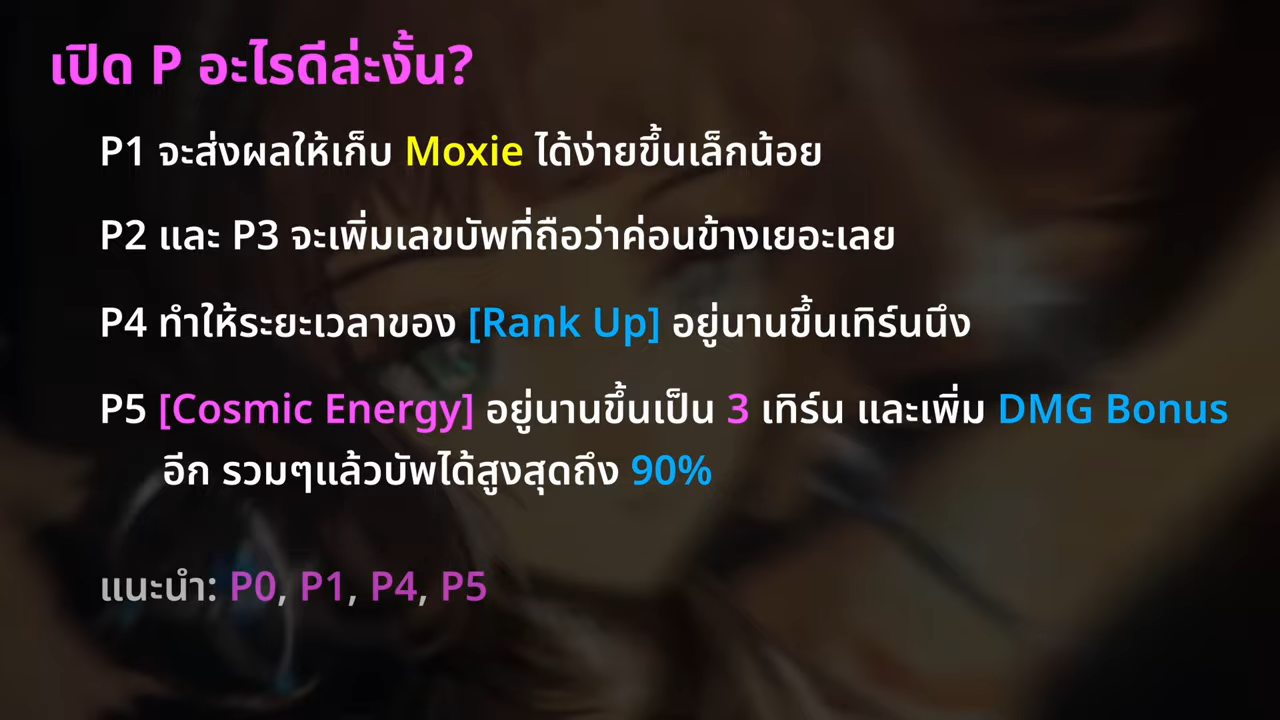 เปิด P อะไรดีล่ะงั้น?
P1 จะส่งผลให้เก็บ Moxie ได้ง่ายขึ้นเล็กน้อย
P2 และ P3 จะเพิ่มเลขบัพที่ถือว่าค่อนข้างเยอะเลย
P4 ทำให้ระยะเวลาของ [Rank Up] อยู่นานขึ้นเทิร์นนึง
P5 [Cosmic Energy] อยู่นานขึ้นเป็น 3 เทิร์น และเพิ่ม DMG Bonus
อีก รวมๆแล้วบัพได้สูงสุดถึง 90%
แนะนำ: P0, P1, P4, P5